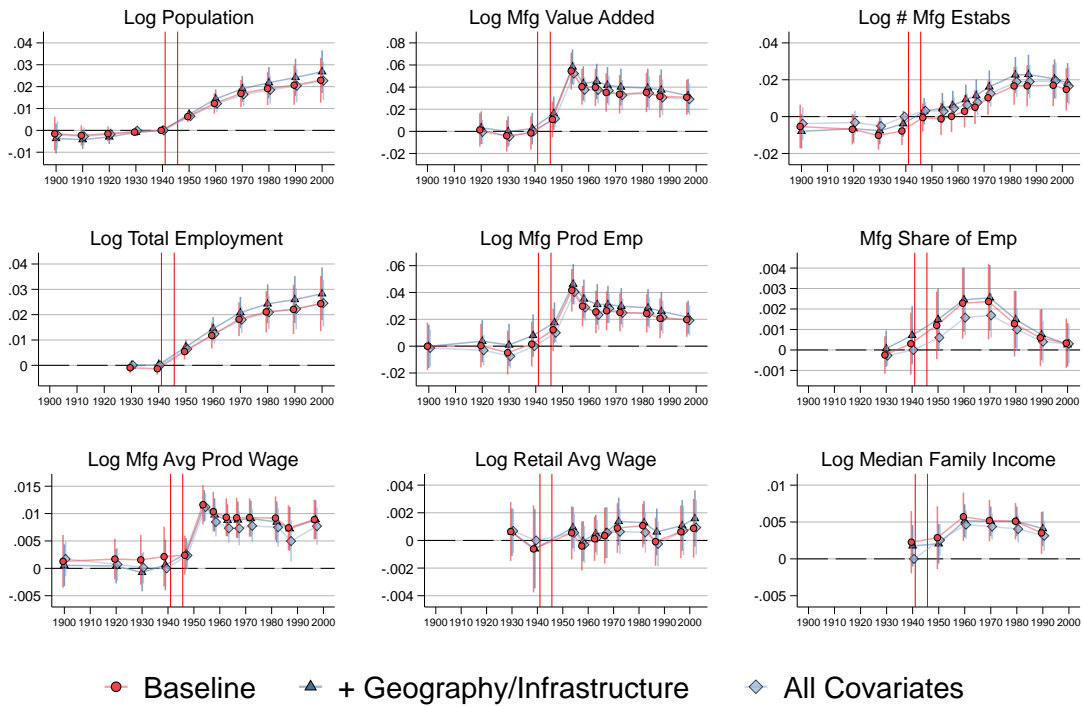 Log Population
Log Mfg Value Added
Log # Mfg Estabs
.04
.03
.02
.01
0
-.01
1900 1910 1920 1930 1940 1950 1960 1970 1980 1990 2000
.08
.06
.04
.02
0
-.02
1900 1910 1920 1930 1940 1950 1960 1970 1980 1990 2000
.04
.02
0
-.02
1900 1910 1920 1930 1940 1950 1960 1970 1980 1990 2000
Log Total Employment
Log Mfg Prod Emp
Mfg Share of Emp
.04
.03
.02
.01
0
1900 1910 1920 1930 1940 1950 1960 1970 1980 1990 2000
.06
.04
.02
0
-.02
1900 1910 1920 1930 1940 1950 1960 1970 1980 1990 2000
.004
.003
.002
.001
0
-.001
1900 1910 1920 1930 1940 1950 1960 1970 1980 1990 2000
Log Mfg Avg Prod Wage
Log Retail Avg Wage
Log Median Family Income
.015
.01
.005
0
-.005
1900 1910 1920 1930 1940 1950 1960 1970 1980 1990 2000
.004
.002
0
-.002
-.004
1900 1910 1920 1930 1940 1950 1960 1970 1980 1990 2000
.01
.005
0
-.005
1900 1910 1920 1930 1940 1950 1960 1970 1980 1990 2000
Baseline
+ Geography/Infrastructure
All Covariates